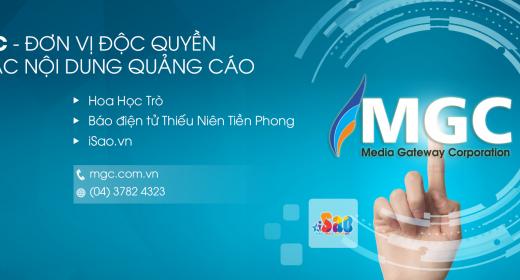 C - ĐƠN VỊ ĐỘC QUYỀN
ÁC NỘI DUNG QUẢNG CÁO
Hoa Học Trò
Báo điện tử Thiếu Niên Tiền Phong
iSao.vn
mgc.com.vn
(04) 3782 4323
MGC
Media Gateway Corporation
iSao